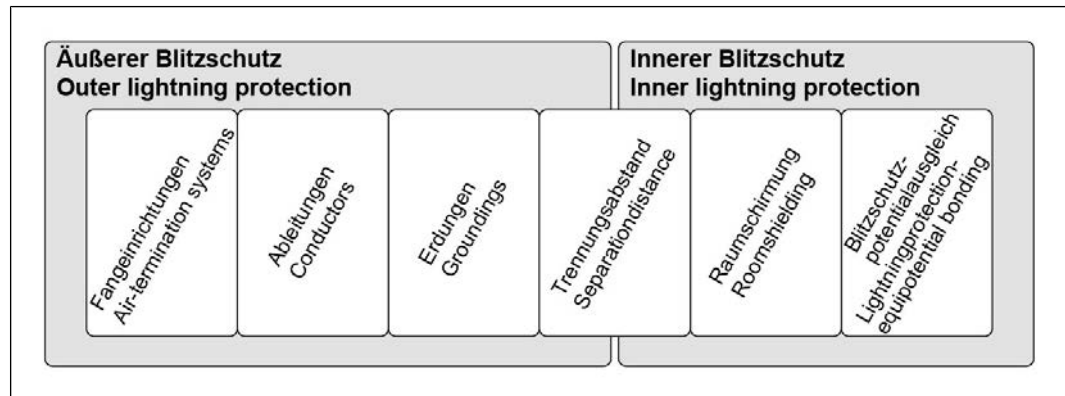 Äußerer Blitzschutz
Outer lightning protection
Innerer Blitzschutz
Inner lightning protection
Fangeinrichtungen
Air-termination systems
Ableitungen
Conductors
Erdungen
Groundings
Trennungsabstand
Separationdistance
Raumschirmung
Roomshielding
Blitzschutz-
potentialausgleich
Lightningprotection-
equipotential bonding